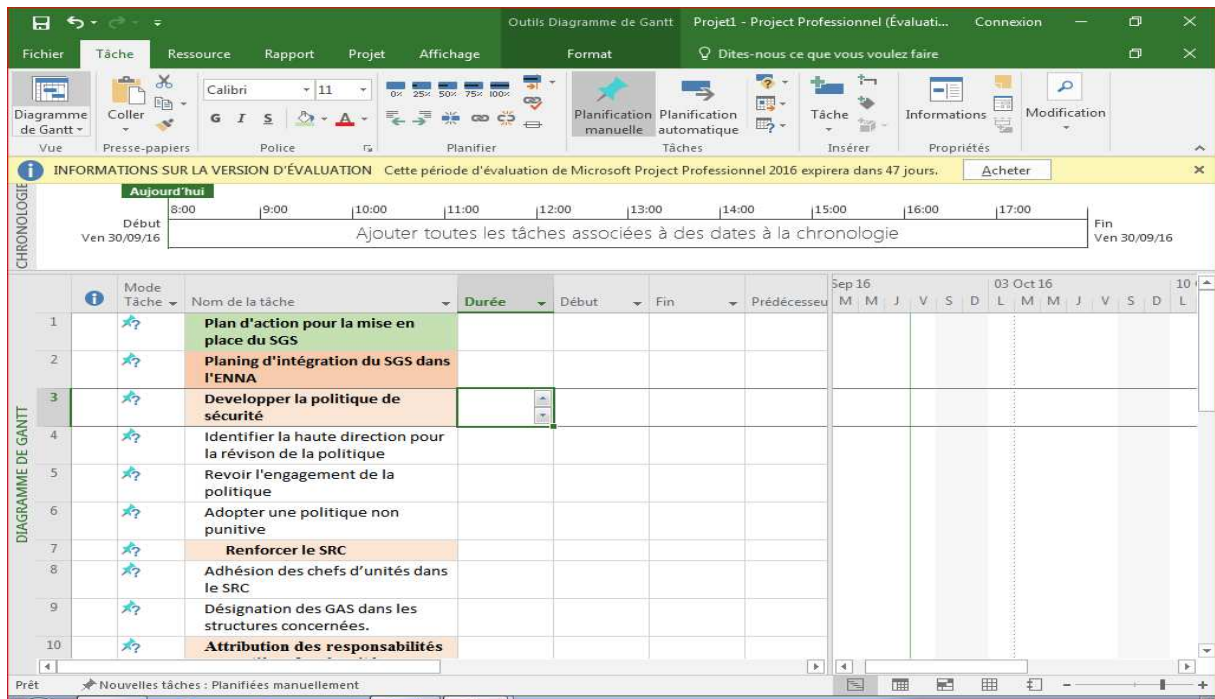 Outils Diagramme de Gantt Projet1 - Project Professionnel (Évaluati... Connexion
Fichier Tâche Ressource Rapport Projet Affichage Format Dites-nous ce que vous voulez faire
Calibri 11 0% 25% 50% 75% 100%
Diagramme de Gantt
Coller
G I S A
Planification manuelle
Planification automatique
Tâche
Informations
Modification
Vue Presse-papiers Police Planifier Tâches Insérer Propriétés
INFORMATIONS SUR LA VERSION D'ÉVALUATION Cette période d'évaluation de Microsoft Project Professionnel 2016 expirera dans 47 jours. Acheter
CHRONOLOGIE
Aujourd'hui
8:00 9:00 10:00 11:00 12:00 13:00 14:00 15:00 16:00 17:00
Début
Ven 30/09/16
Ajouter toutes les tâches associées à des dates à la chronologie
Fin
Ven 30/09/16
DIAGRAMME DE GANTT
Mode Tâche Nom de la tâche Durée Début Fin Prédécesseu
Sep 16 03 Oct 16 10
M M J V S D L M M J V S D L
1 Plan d'action pour la mise en
place du SGS
2 Planing d'intégration du SGS dans
l'ENNA
3 Developper la politique de
sécurité
4 Identifier la haute direction pour
la révison de la politique
5 Revoir l'engagement de la
politique
6 Adopter une politique non
punitive
7 Renforcer le SRC
8 Adhésion des chefs d'unités dans
le SRC
9 Désignation des GAS dans les
structures concernées.
10 Attribution des responsabilités
Prêt Nouvelles tâches : Planifiées manuellement